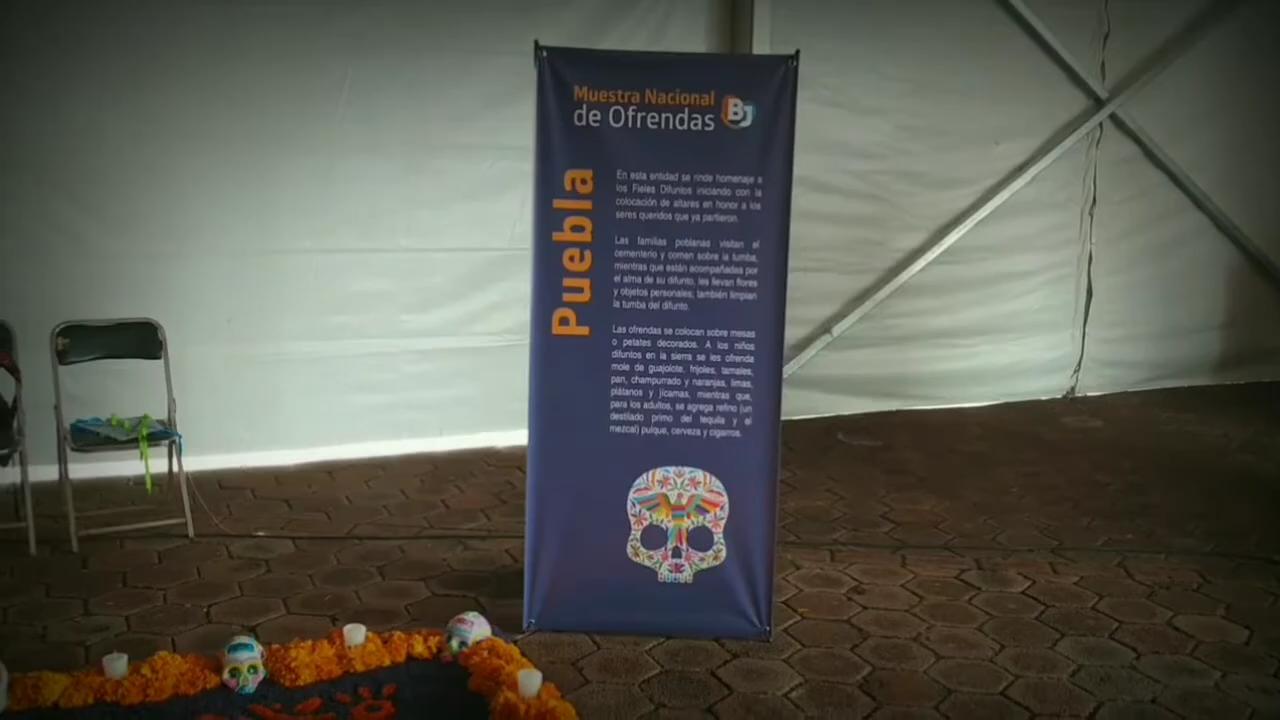 Muestra Nacional
de Ofrendas
BJ
Puebla
En esta entidad se rinde homenaje a
los Fieles Difuntos iniciando con la
colocación de altares en honor a los
seres queridos que ya partieron.
Las familias poblanas visitan el
cementerio y comen sobre la tumba,
mientras que están acompañadas por
el alma de su difunto, les llevan flores
y objetos personales; también limpian
la tumba del difunto.
Las ofrendas se colocan sobre mesas
o petates decorados. A los niños
difuntos en la sierra se les ofrenda
mole de guajolote, frijoles, tamales,
pan, champurrado y naranjas, limas,
plátanos y jícamas, mientras que,
para los adultos, se agrega refino (un
destilado primo del tequila y el
mezcal) pulque, cerveza y cigarros.